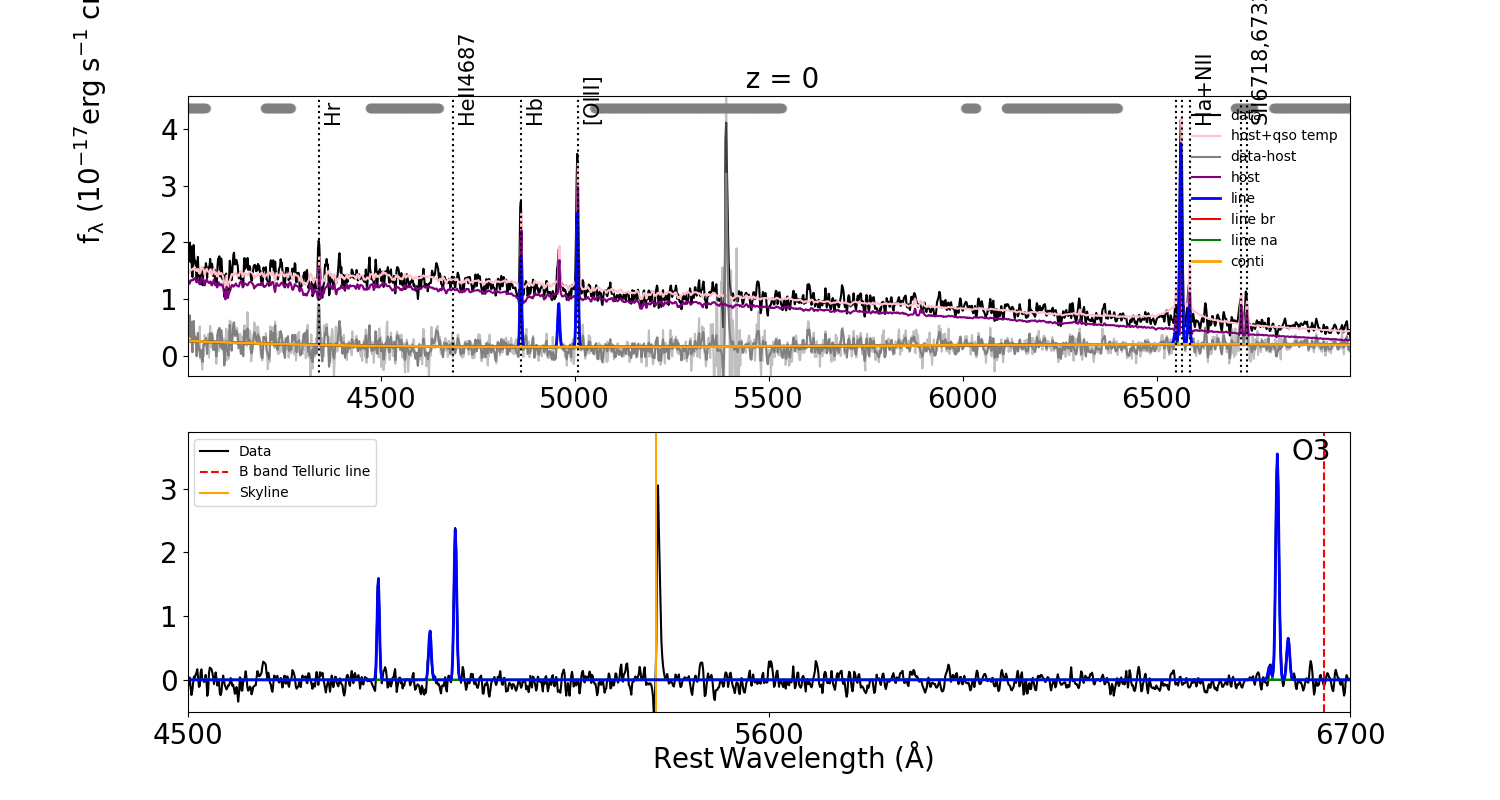 z = 0
f_λ (10⁻¹⁷erg s⁻¹ c
Hr
HeII4687
Hb
[OIII]
Ha+NII
SII6718,673
data
host+qso temp
data-host
host
line
line br
line na
conti
4
3
2
1
0
4500 5000 5500 6000 6500
Data
B band Telluric line
Skyline
O3
3
2
1
0
4500 5600 6700
Rest Wavelength (Å)